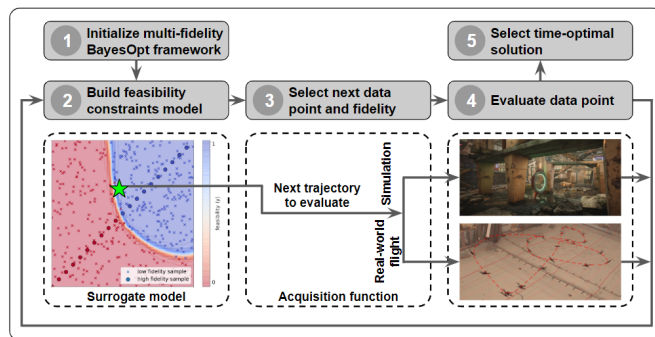 1 Initialize multi-fidelity
BayesOpt framework
5 Select time-optimal
solution
2 Build feasibility
constraints model
3 Select next data
point and fidelity
4 Evaluate data point
1
feasibility (y)
0
low fidelity sample
high fidelity sample
Surrogate model
Next trajectory
to evaluate
Acquisition function
Simulation
Real-world
flight